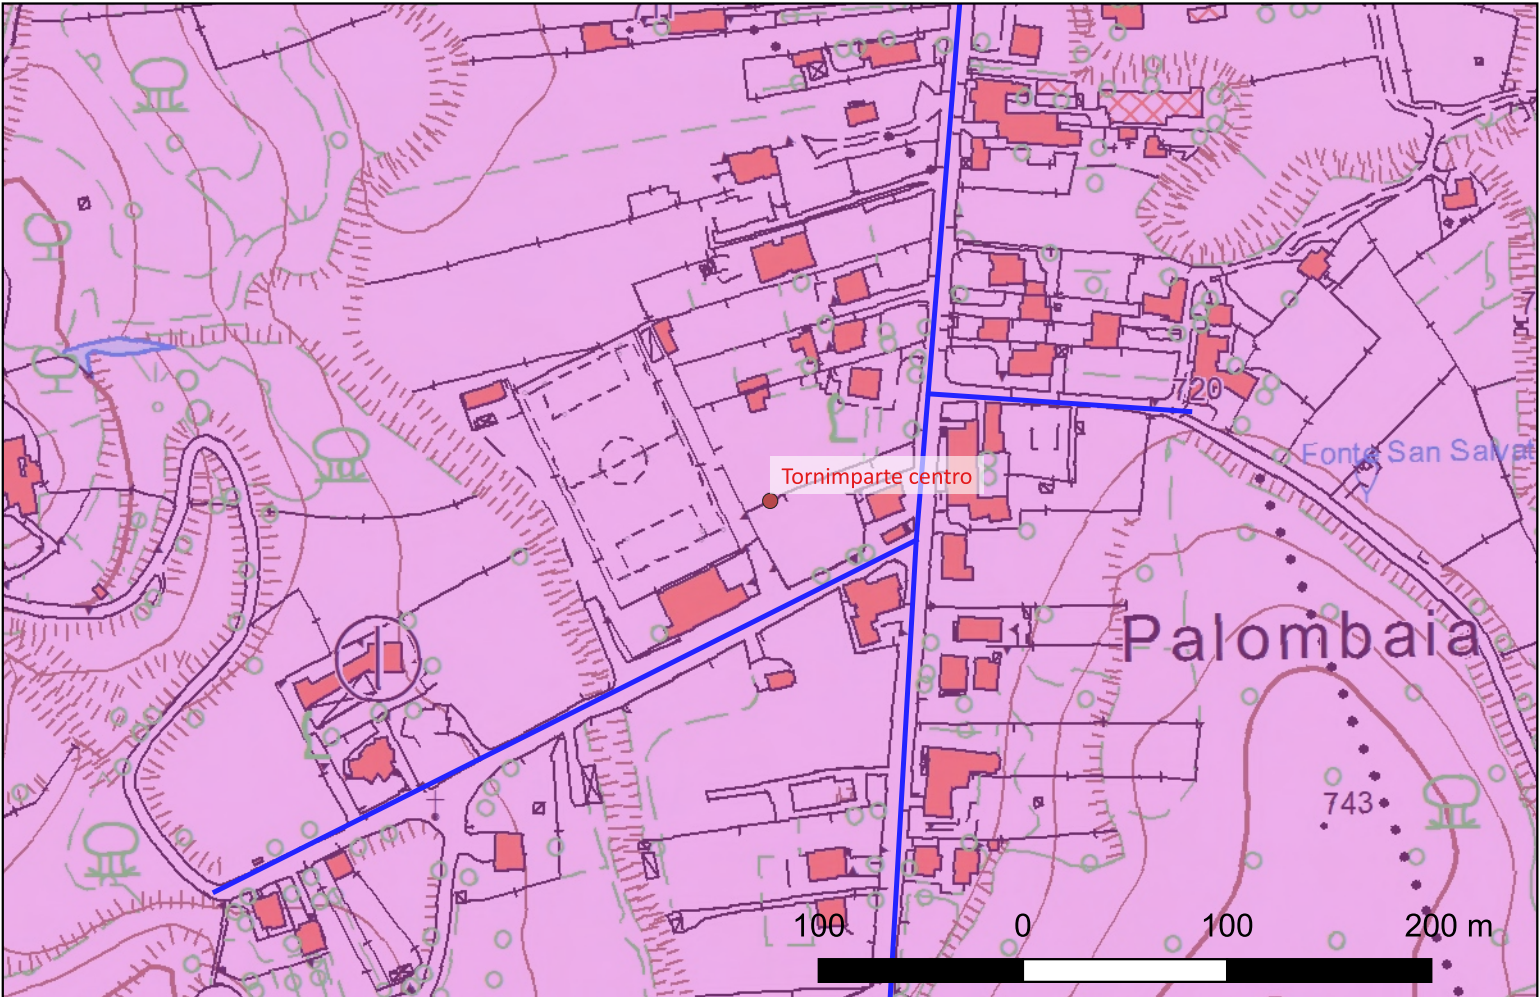 720
Fonte San Salvat
Tornimparte centro
Palombaia
743
100 0 100 200 m